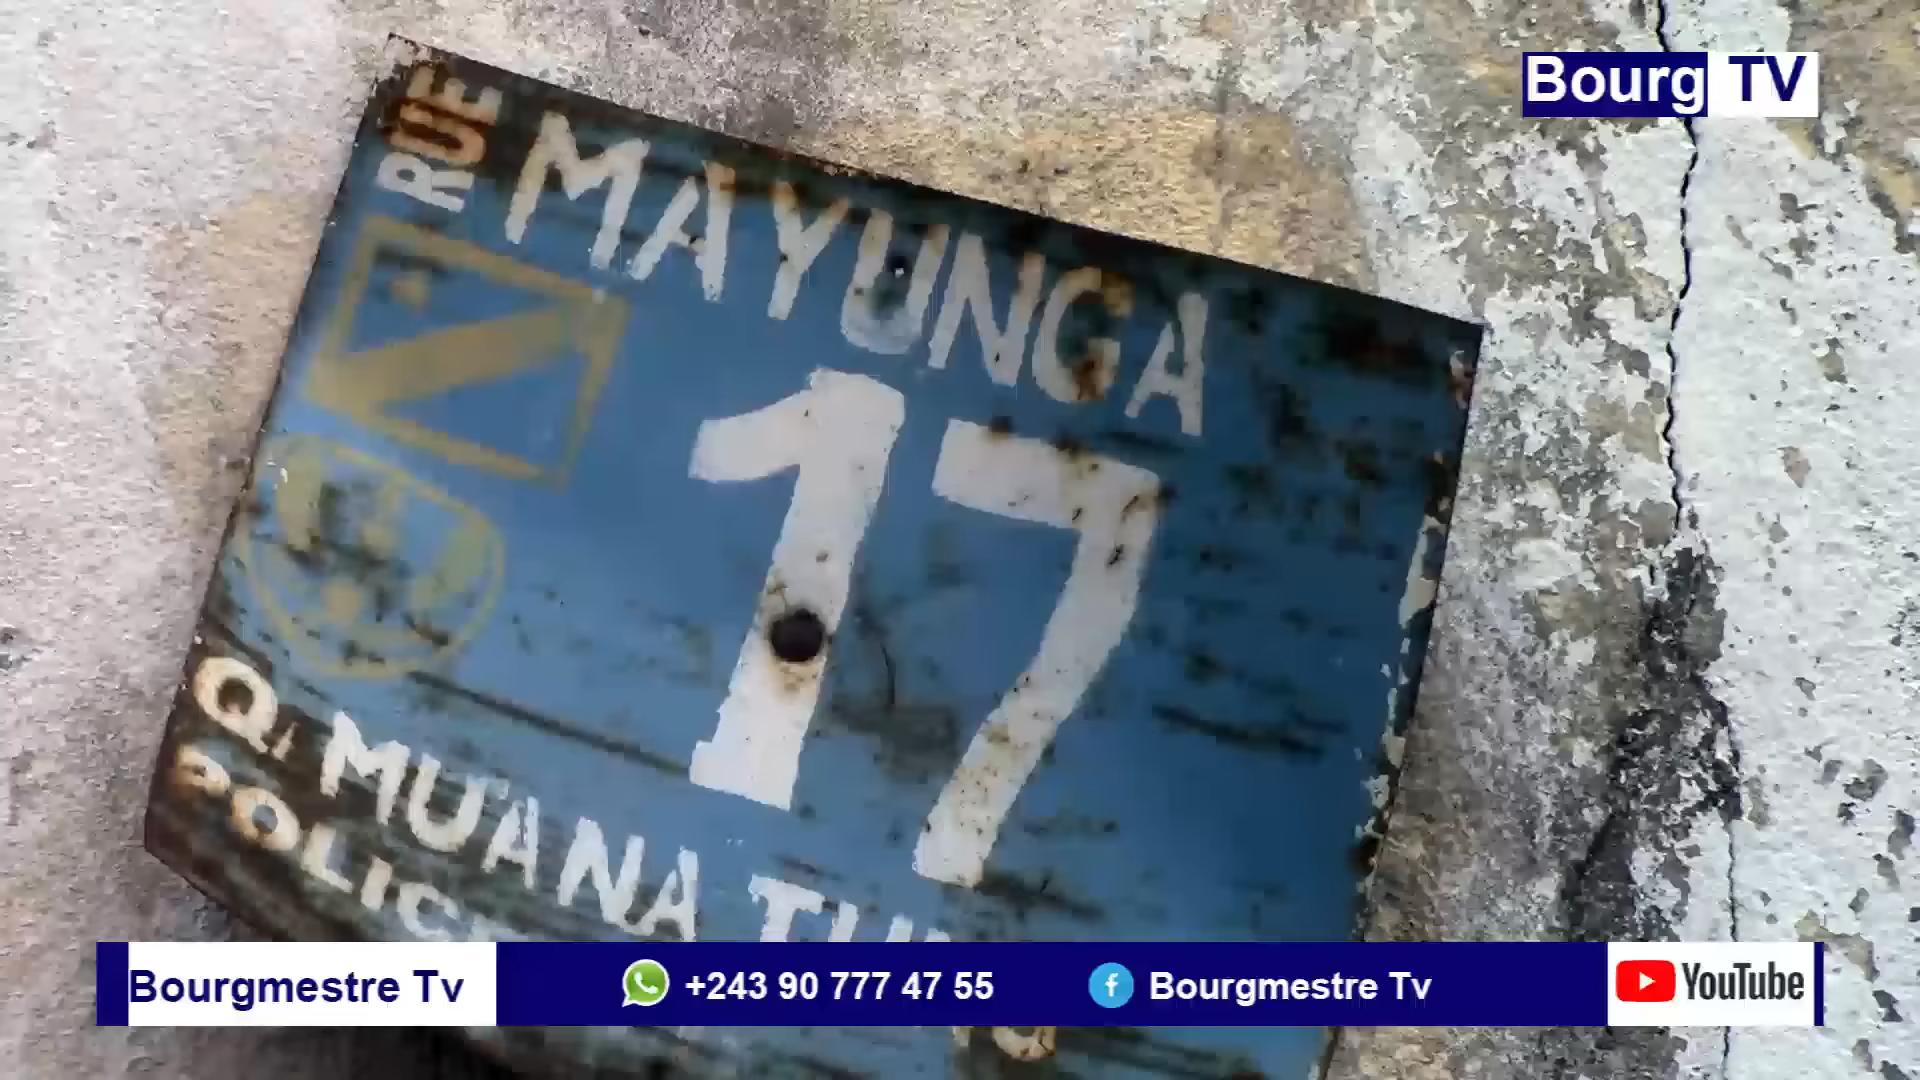 Bourg TV
RUE MAYUNGA
17
Q. MUANA
Bourgmestre Tv
+243 90 777 47 55
Bourgmestre Tv
YouTube